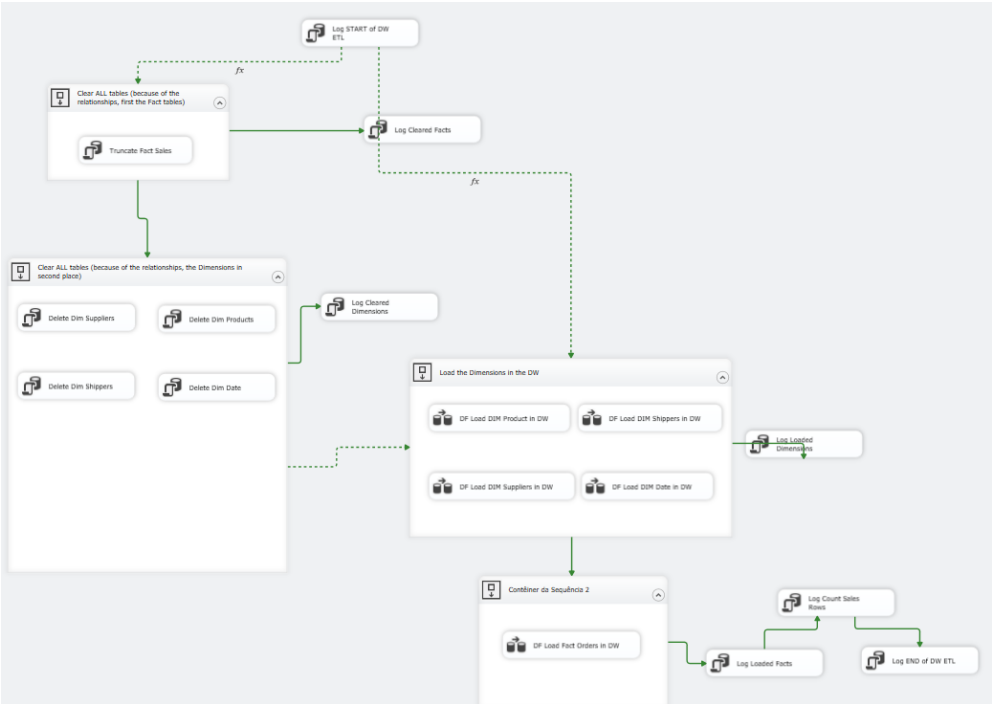 Log START of DW
ETL
fx
Clear ALL tables (because of the
relationships, first the Fact tables)
Truncate Fact Sales
Log Cleared Facts
fx
Clear ALL tables (because of the relationships, the Dimensions in
second place)
Delete Dim Suppliers
Delete Dim Products
Delete Dim Shippers
Delete Dim Date
Log Cleared
Dimensions
Load the Dimensions in the DW
DF Load DIM Product in DW
DF Load DIM Shippers in DW
DF Load DIM Suppliers in DW
DF Load DIM Date in DW
Log Loaded
Dimensions
Contêiner da Sequência 2
DF Load Fact Orders in DW
Log Loaded Facts
Log Count Sales
Rows
Log END of DW ETL